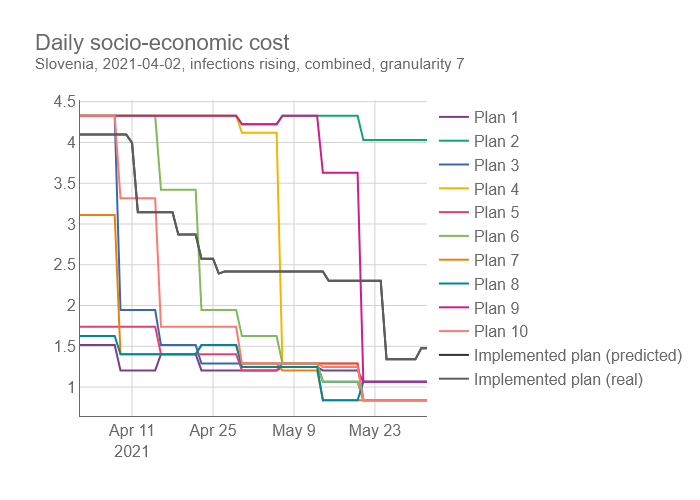 Daily socio-economic cost
Slovenia, 2021-04-02, infections rising, combined, granularity 7
4.5
4
3.5
3
2.5
2
1.5
1
Apr 11
2021
Apr 25
May 9
May 23
Plan 1
Plan 2
Plan 3
Plan 4
Plan 5
Plan 6
Plan 7
Plan 8
Plan 9
Plan 10
Implemented plan (predicted)
Implemented plan (real)